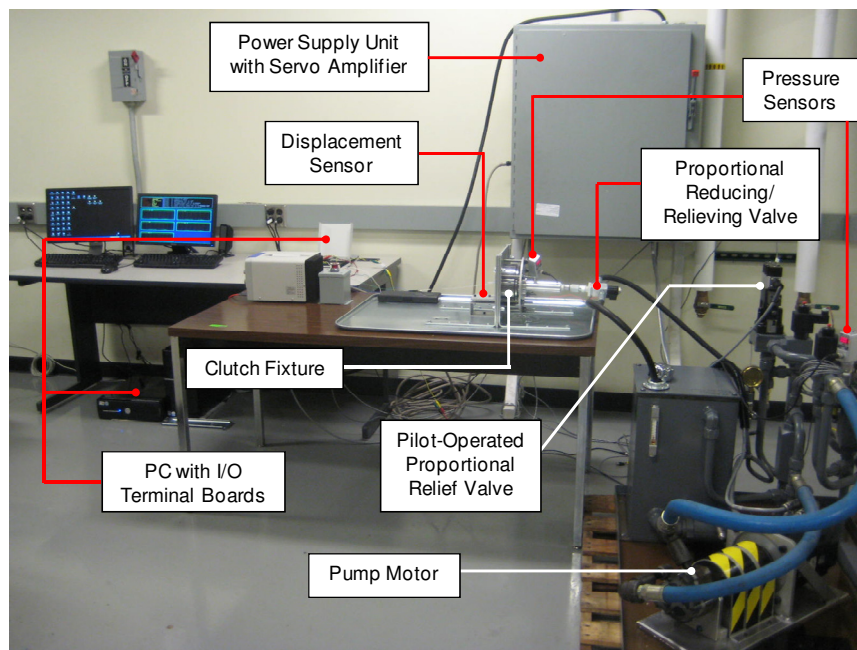 Power Supply Unit
with Servo Amplifier
Pressure
Sensors
Displacement
Sensor
Proportional
Reducing/
Relieving Valve
Clutch Fixture
Pilot-Operated
Proportional
Relief Valve
PC with I/O
Terminal Boards
Pump Motor